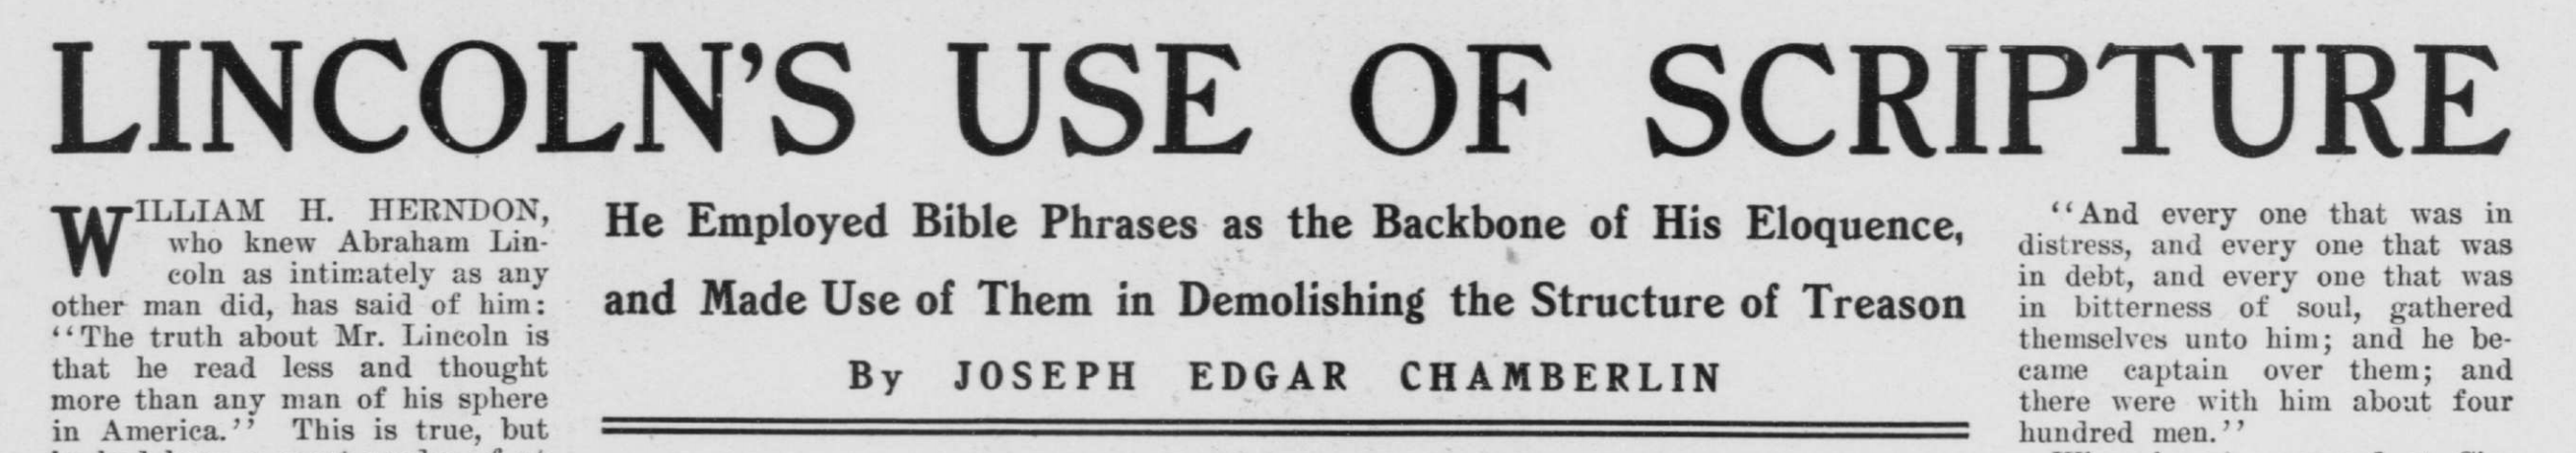 LINCOLN'S USE OF SCRIPTURE
WILLIAM H. HERNDON,
who knew Abraham Lin-
coln as intimately as any
other man did, has said of him:
"The truth about Mr. Lincoln is
that he read less and thought
more than any man of his sphere
in America." This is true, but
He Employed Bible Phrases as the Backbone of His Eloquence,
and Made Use of Them in Demolishing the Structure of Treason
By JOSEPH EDGAR CHAMBERLIN
"And every one that was in
distress, and every one that was
in debt, and every one that was
in bitterness of soul, gathered
themselves unto him; and he be-
came captain over them; and
there were with him about four
hundred men."